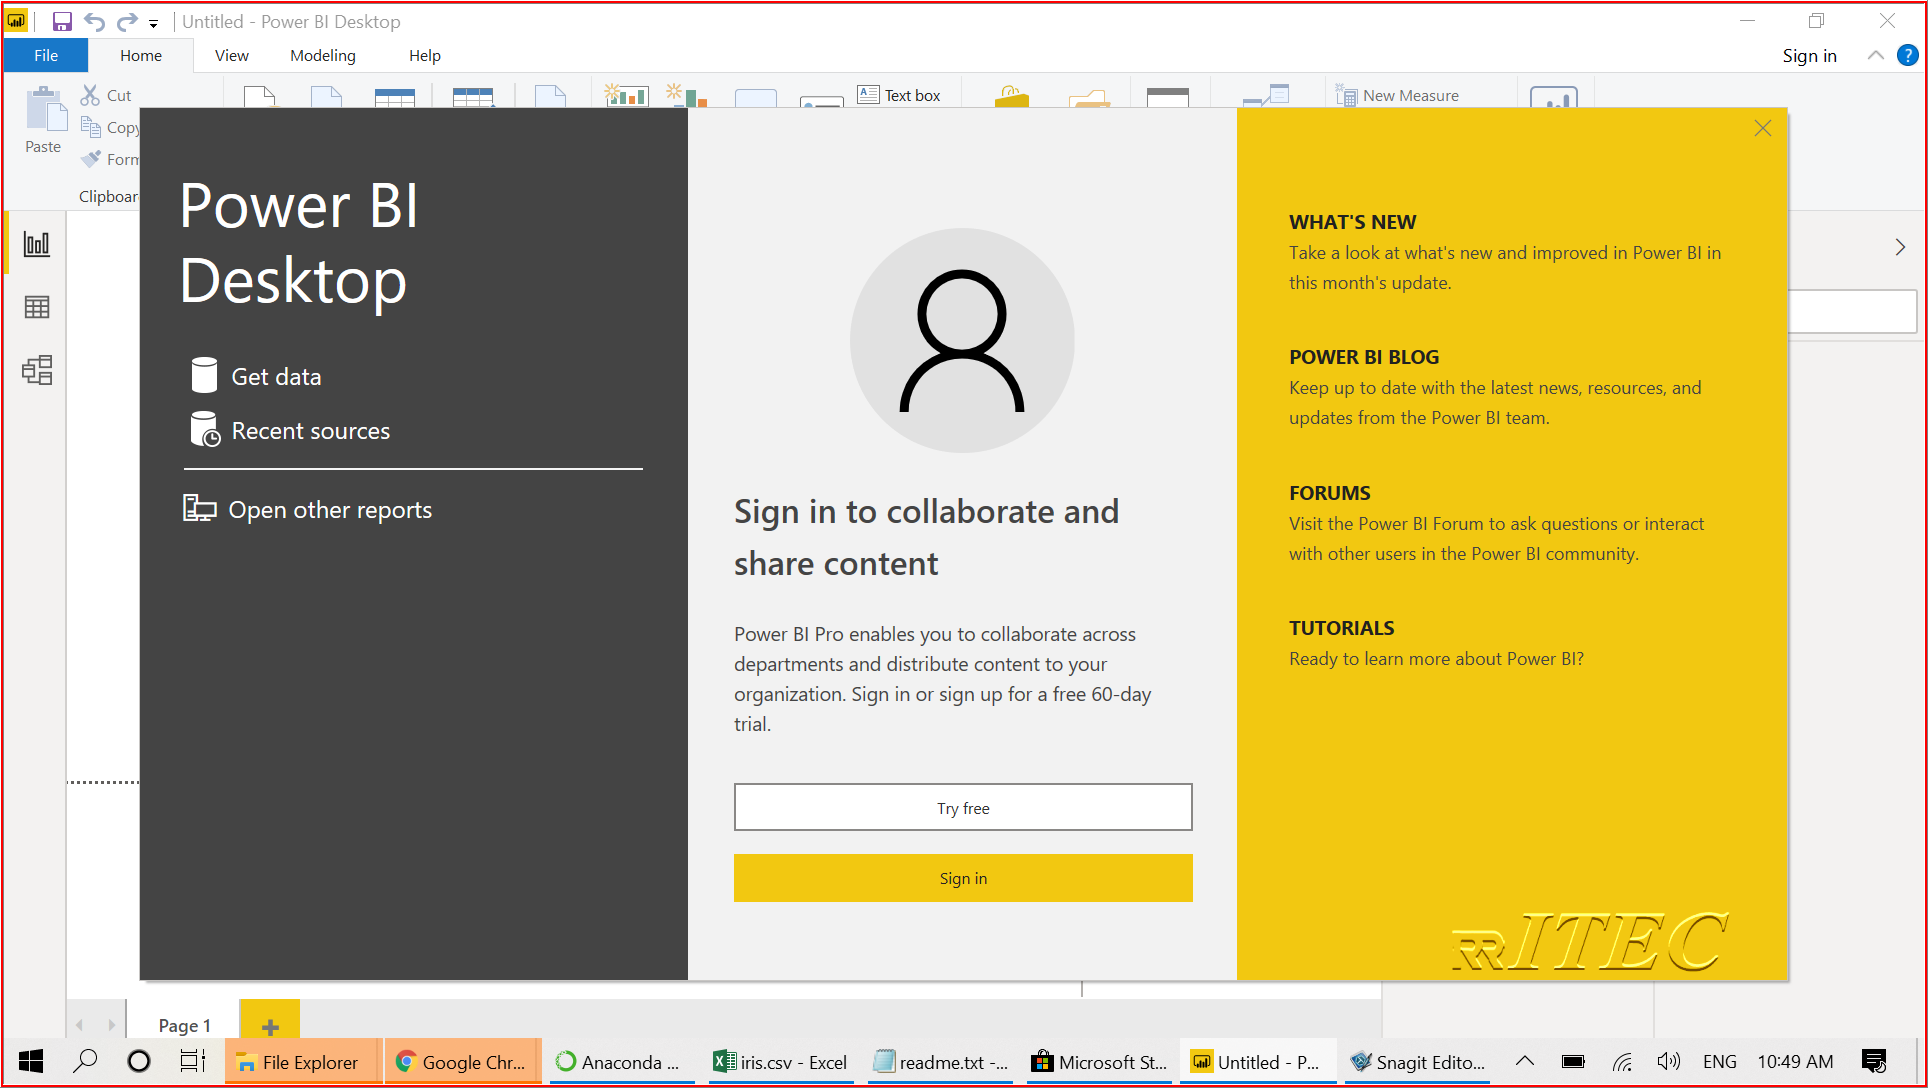 Untitled - Power BI Desktop
File Home View Modeling Help Sign in ?
Cut
Text box
New Measure
Copy
Paste
Form
Clipboar
Power BI
Desktop
Get data
Recent sources
Open other reports
Sign in to collaborate and
share content
Power BI Pro enables you to collaborate across
departments and distribute content to your
organization. Sign in or sign up for a free 60-day
trial.
Try free
Sign in
WHAT'S NEW
Take a look at what's new and improved in Power BI in
this month's update.
POWER BI BLOG
Keep up to date with the latest news, resources, and
updates from the Power BI team.
FORUMS
Visit the Power BI Forum to ask questions or interact
with other users in the Power BI community.
TUTORIALS
Ready to learn more about Power BI?
RRITEC
Page 1
File Explorer Google Chr... Anaconda ... iris.csv - Excel readme.txt -... Microsoft St... Untitled - P... Snagit Edito... ENG 10:49 AM